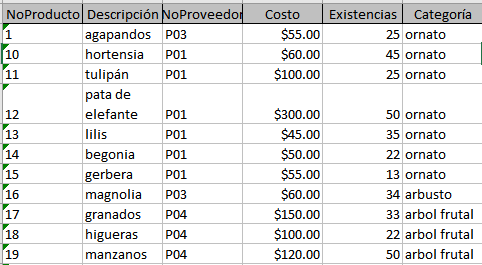 NoProducto Descripción NoProveedor Costo Existencias Categoría
1 agapandos P03 $55.00 25 ornato
10 hortensia P01 $60.00 45 ornato
11 tulipán P01 $100.00 25 ornato
pata de
12 elefante P01 $300.00 50 ornato
13 lilis P01 $45.00 35 ornato
14 begonia P01 $50.00 22 ornato
15 gerbera P01 $55.00 13 ornato
16 magnolia P03 $60.00 34 arbusto
17 granados P04 $150.00 33 arbol frutal
18 higueras P04 $100.00 22 arbol frutal
19 manzanos P04 $120.00 50 arbol frutal